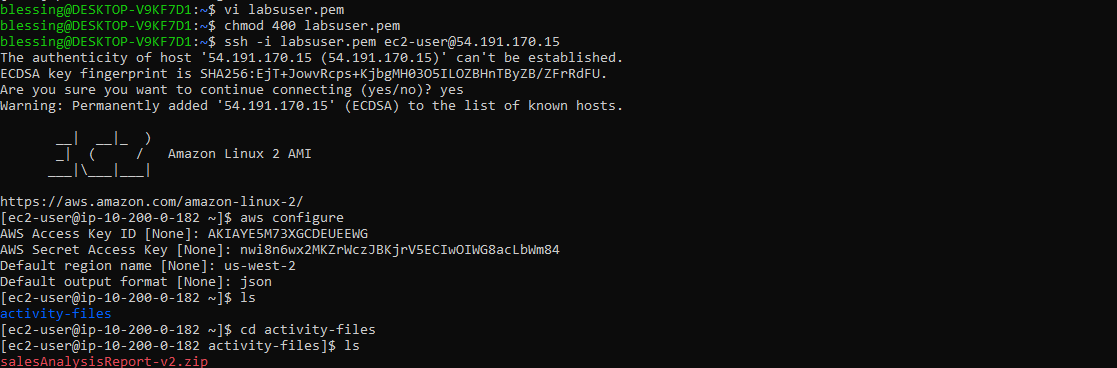 blessing@DESKTOP-V9KF7D1:~$ vi labsuser.pem
blessing@DESKTOP-V9KF7D1:~$ chmod 400 labsuser.pem
blessing@DESKTOP-V9KF7D1:~$ ssh -i labsuser.pem ec2-user@54.191.170.15
The authenticity of host '54.191.170.15 (54.191.170.15)' can't be established.
ECDSA key fingerprint is SHA256:EjT+JowvRcps+KjbgMH03O5ILOZBHnTByZB/ZFrRdFU.
Are you sure you want to continue connecting (yes/no)? yes
Warning: Permanently added '54.191.170.15' (ECDSA) to the list of known hosts.
       __|  __|_  )
       _|  (     /   Amazon Linux 2 AMI
      ___|\___|___|
https://aws.amazon.com/amazon-linux-2/
[ec2-user@ip-10-200-0-182 ~]$ aws configure
AWS Access Key ID [None]: AKIAYE5M73XGCDEUEEWG
AWS Secret Access Key [None]: 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
Default region name [None]: us-west-2
Default output format [None]: json
[ec2-user@ip-10-200-0-182 ~]$ ls
activity-files
[ec2-user@ip-10-200-0-182 ~]$ cd activity-files
[ec2-user@ip-10-200-0-182 activity-files]$ ls
salesAnalysisReport-v2.zip